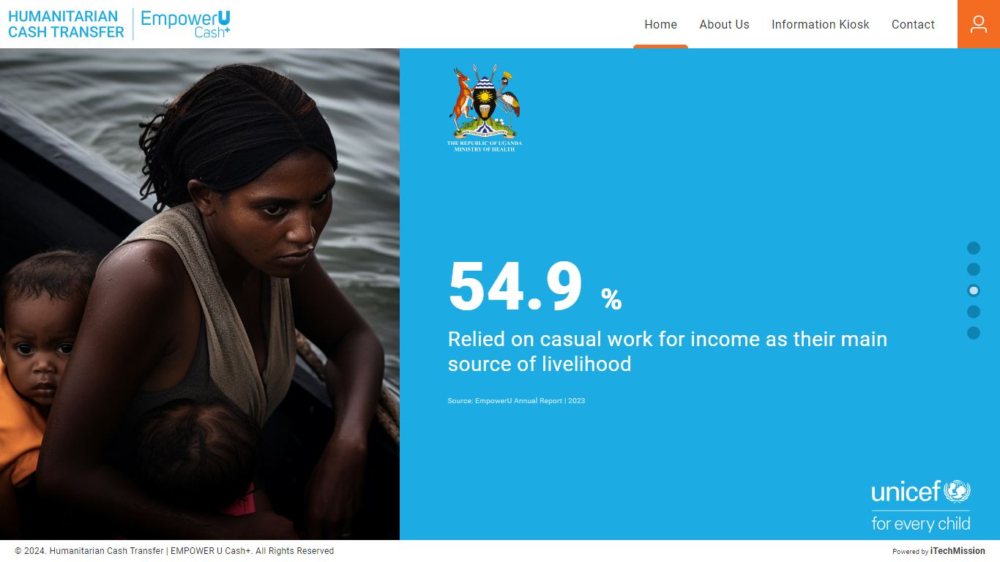 HUMANITARIAN
CASH TRANSFER
EmpowerU
Cash+
Home
About Us
Information Kiosk
Contact
FOR GOD AND MY COUNTRY
THE REPUBLIC OF UGANDA
MINISTRY OF HEALTH
54.9 %
Relied on casual work for income as their main
source of livelihood
Source: EmpowerU Annual Report | 2023
unicef
for every child
© 2024. Humanitarian Cash Transfer | EMPOWER U Cash+. All Rights Reserved
Powered by iTechMission